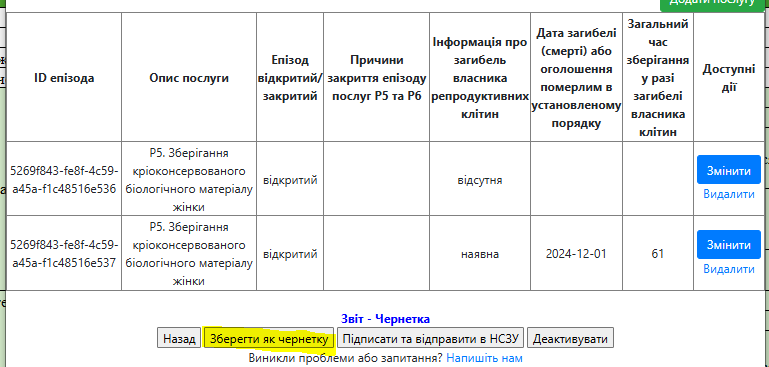 Додати послугу
ID епізода
Опис послуги
Епізод
відкритий/
закритий
Причини
закриття епізоду
послуг P5 та P6
Інформація про
загибель
власника
репродуктивних
клітин
Дата загибелі
(смерті) або
оголошення
померлим в
установленому
порядку
Загальний
час
зберігання
у разі
загибелі
власника
клітин
Доступні
дії
5269f843-fe8f-4c59-
a45a-f1c48516e536
P5. Зберігання
кріоконсервованого
біологічного матеріалу
жінки
відкритий
відсутня
Змінити
Видалити
5269f843-fe8f-4c59-
a45a-f1c48516e537
P5. Зберігання
кріоконсервованого
біологічного матеріалу
жінки
відкритий
наявна
2024-12-01
61
Змінити
Видалити
Звіт - Чернетка
Назад Зберегти як чернетку Підписати та відправити в НСЗУ Деактивувати
Виникли проблеми або запитання? Напишіть нам